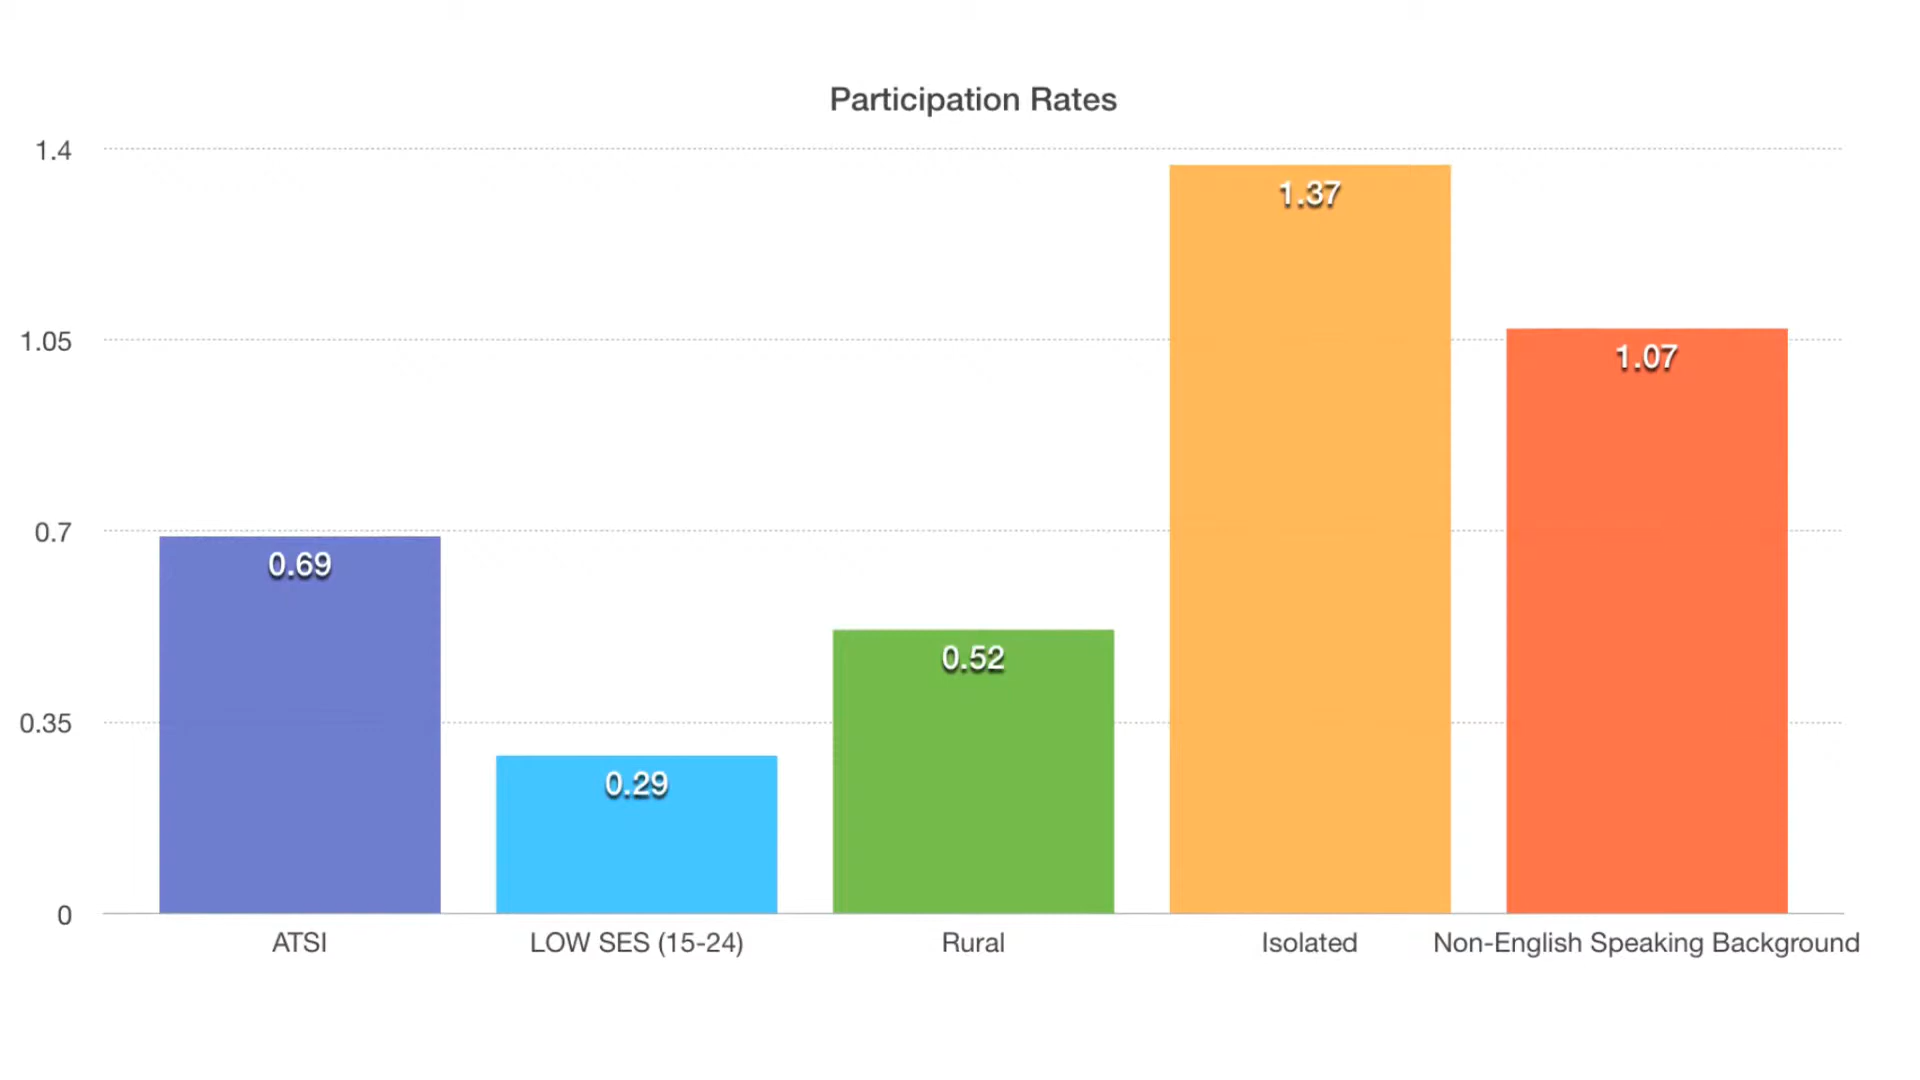 Participation Rates
1.4
1.37
1.05
1.07
0.7
0.69
0.52
0.35
0.29
0
ATSI
LOW SES (15-24)
Rural
Isolated
Non-English Speaking Background